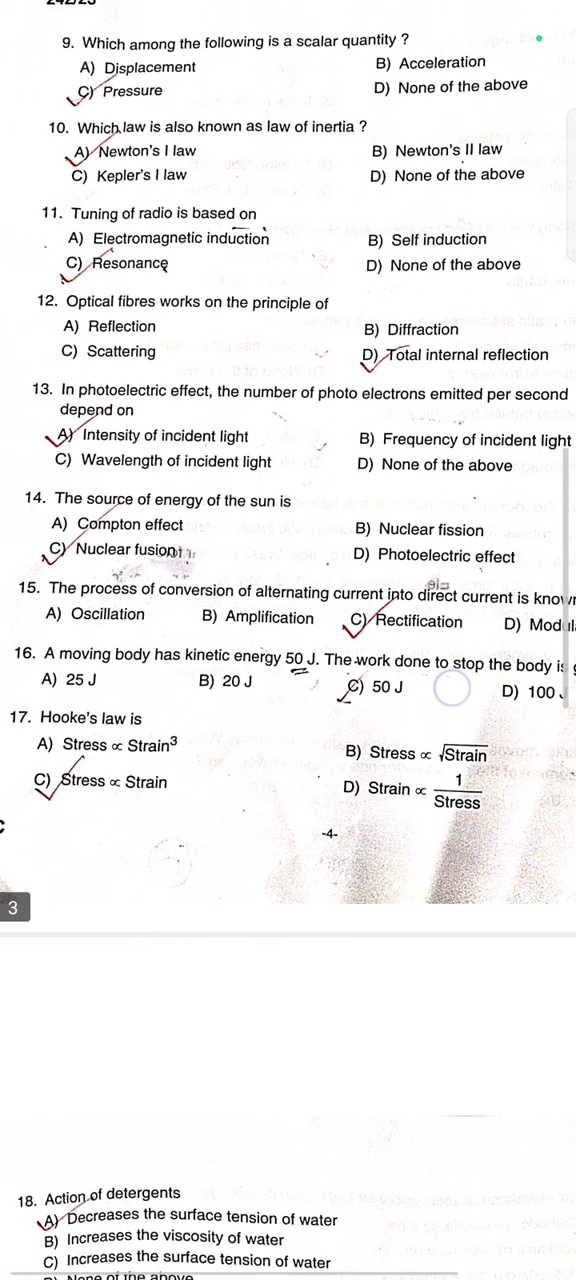 9. Which among the following is a scalar quantity ?
A) Displacement B) Acceleration
C) Pressure D) None of the above
10. Which law is also known as law of inertia ?
A) Newton's I law B) Newton's II law
C) Kepler's I law D) None of the above
11. Tuning of radio is based on
A) Electromagnetic induction B) Self induction
C) Resonance D) None of the above
12. Optical fibres works on the principle of
A) Reflection B) Diffraction
C) Scattering D) Total internal reflection
13. In photoelectric effect, the number of photo electrons emitted per second
depend on
A) Intensity of incident light B) Frequency of incident light
C) Wavelength of incident light D) None of the above
14. The source of energy of the sun is
A) Compton effect B) Nuclear fission
C) Nuclear fusion D) Photoelectric effect
15. The process of conversion of alternating current into direct current is know
A) Oscillation B) Amplification C) Rectification D) Modul
16. A moving body has kinetic energy 50 J. The work done to stop the body is
A) 25 J B) 20 J C) 50 J D) 100
17. Hooke's law is
A) Stress ∝ Strain³ B) Stress ∝ √Strain
C) Stress ∝ Strain D) Strain ∝ 1/Stress
-4-
3
18. Action of detergents
A) Decreases the surface tension of water
B) Increases the viscosity of water
C) Increases the surface tension of water
D) None of the above